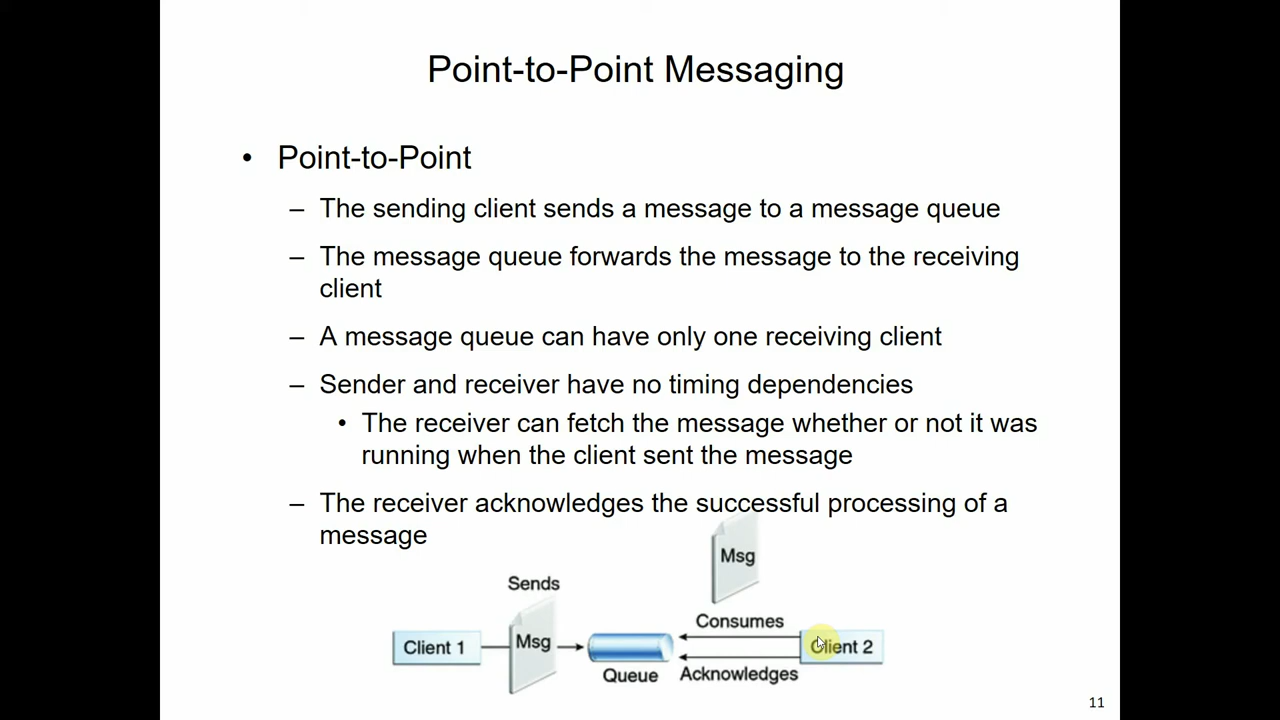 Point-to-Point Messaging
• Point-to-Point
– The sending client sends a message to a message queue
– The message queue forwards the message to the receiving
client
– A message queue can have only one receiving client
– Sender and receiver have no timing dependencies
• The receiver can fetch the message whether or not it was
running when the client sent the message
– The receiver acknowledges the successful processing of a
message
Msg
Sends
Consumes
Client 1
Msg
Client 2
Queue
Acknowledges
11